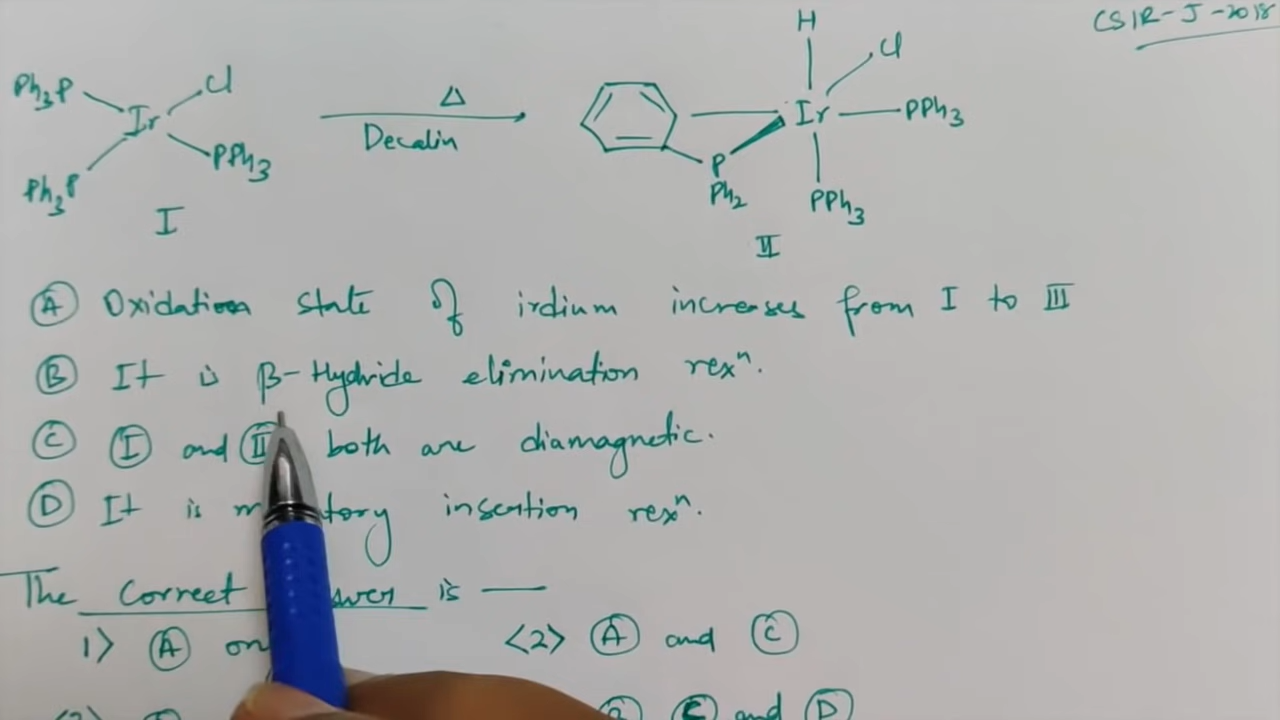 CSIR-J-2018
H
Ph3P Cl Cl
Ir Δ Ir PPh3
Decalin
Ph3P PPh3 P
Ph2 PPh3
I II
(A) Oxidation state of irdium increases from I to III
(B) It is β-Hydride elimination rexn.
(C) (I) and (II) both are diamagnetic.
(D) It is insertion rexn.
The Correct is —
1> (A) <2> (A) and (C)
(C) and (D)